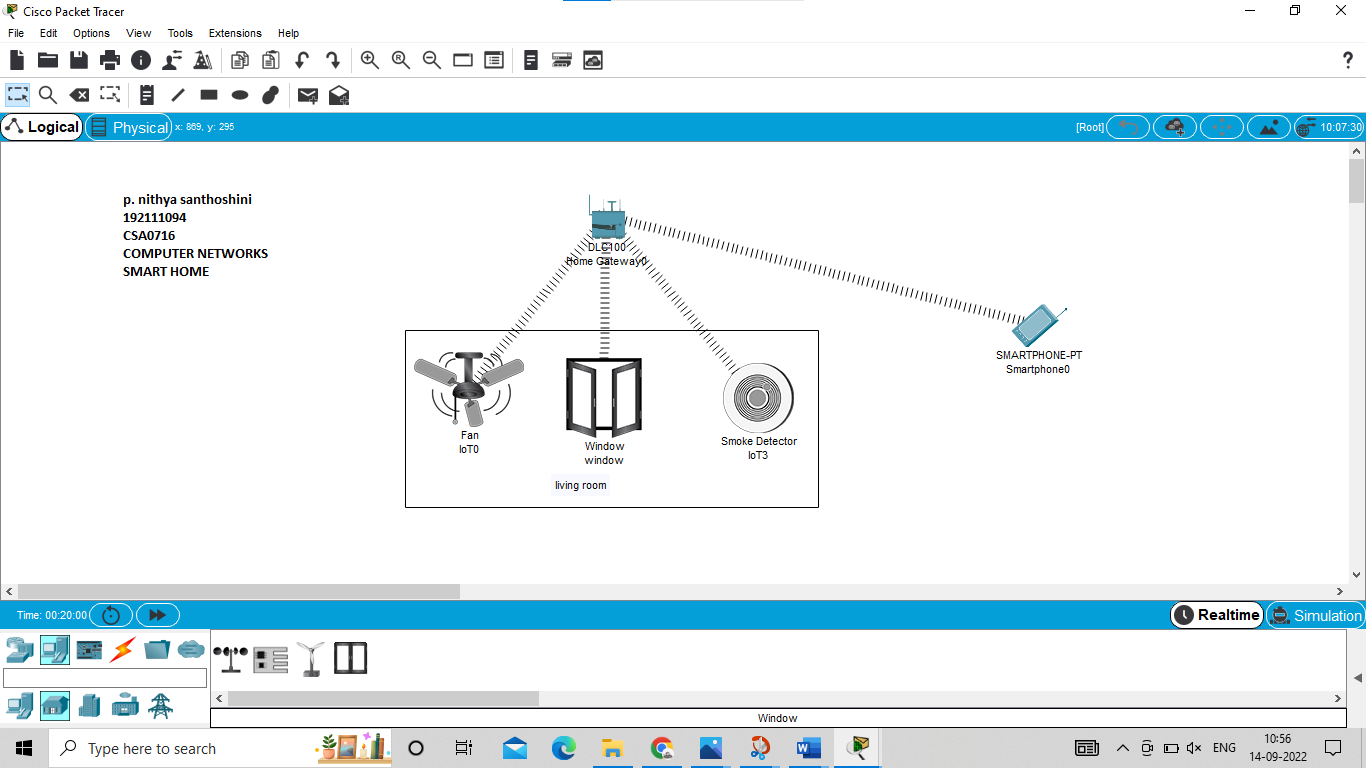 Cisco Packet Tracer
File Edit Options View Tools Extensions Help
Logical Physical x: 869, y: 295 [Root] 10:07:30
p. nithya santhoshini
192111094
CSA0716
COMPUTER NETWORKS
SMART HOME
DLC100
Home Gateway0
SMARTPHONE-PT
Smartphone0
Fan
IoT0
Window
window
Smoke Detector
IoT3
living room
Time: 00:20:00 Realtime Simulation
Window
Type here to search
ENG
10:56
14-09-2022